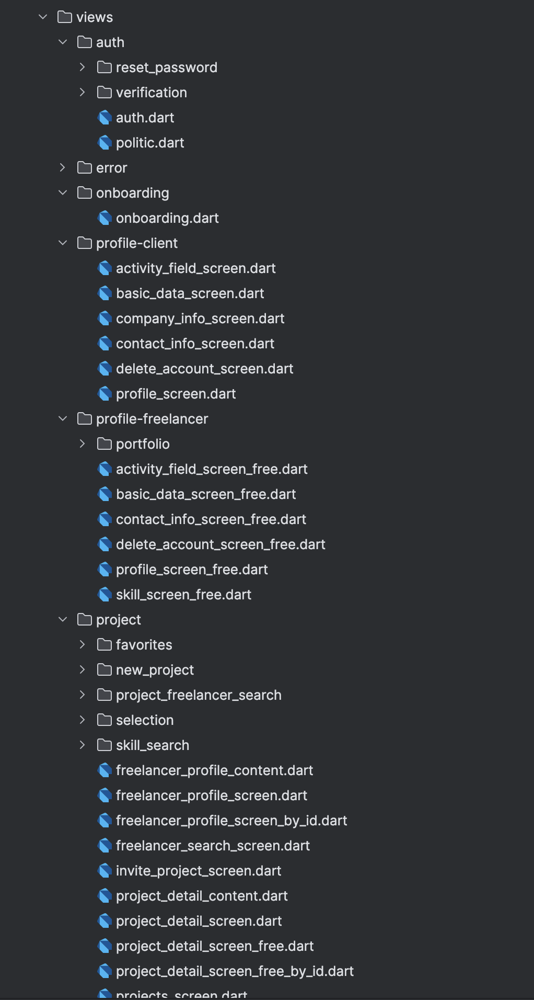 views
auth
reset_password
verification
auth.dart
politic.dart
error
onboarding
onboarding.dart
profile-client
activity_field_screen.dart
basic_data_screen.dart
company_info_screen.dart
contact_info_screen.dart
delete_account_screen.dart
profile_screen.dart
profile-freelancer
portfolio
activity_field_screen_free.dart
basic_data_screen_free.dart
contact_info_screen_free.dart
delete_account_screen_free.dart
profile_screen_free.dart
skill_screen_free.dart
project
favorites
new_project
project_freelancer_search
selection
skill_search
freelancer_profile_content.dart
freelancer_profile_screen.dart
freelancer_profile_screen_by_id.dart
freelancer_search_screen.dart
invite_project_screen.dart
project_detail_content.dart
project_detail_screen.dart
project_detail_screen_free.dart
project_detail_screen_free_by_id.dart
projects_screen.dart